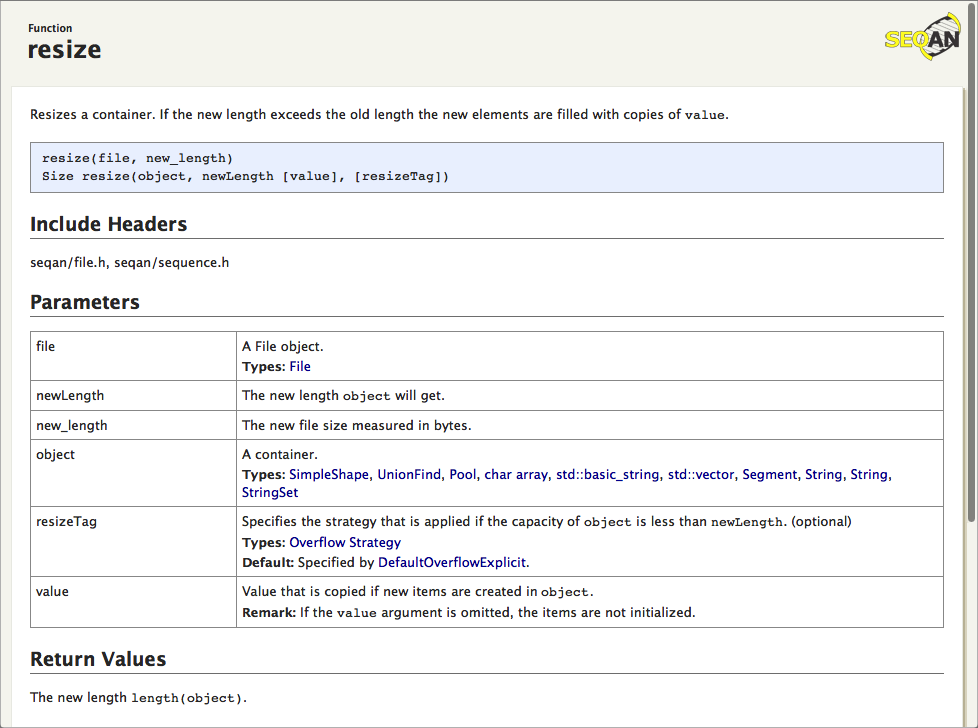 Function
resize
SEQAN
Resizes a container. If the new length exceeds the old length the new elements are filled with copies of value.
resize(file, new_length)
Size resize(object, newLength [value], [resizeTag])
Include Headers
seqan/file.h, seqan/sequence.h
Parameters
file
A File object.
Types: File
newLength
The new length object will get.
new_length
The new file size measured in bytes.
object
A container.
Types: SimpleShape, UnionFind, Pool, char array, std::basic_string, std::vector, Segment, String, String,
StringSet
resizeTag
Specifies the strategy that is applied if the capacity of object is less than newLength. (optional)
Types: Overflow Strategy
Default: Specified by DefaultOverflowExplicit.
value
Value that is copied if new items are created in object.
Remark: If the value argument is omitted, the items are not initialized.
Return Values
The new length length(object).